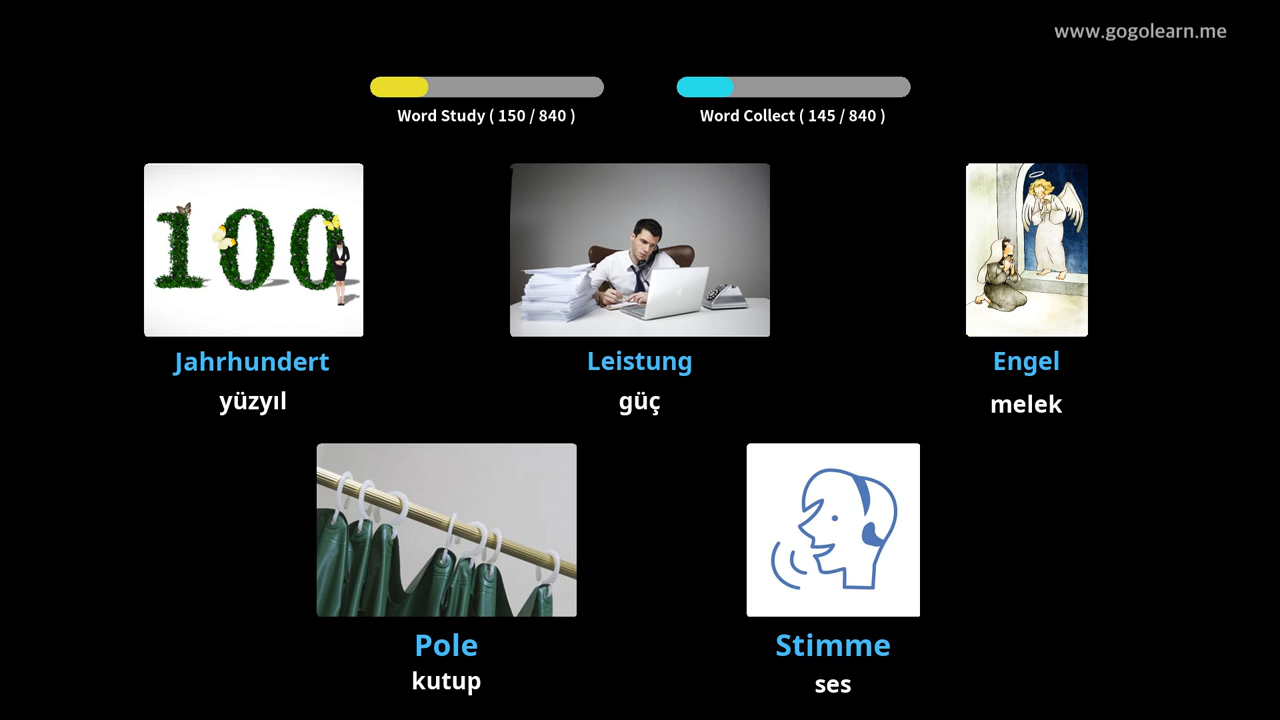 www.gogolearn.me
Word Study ( 150 / 840 )
Word Collect ( 145 / 840 )
100
Jahrhundert
yüzyıl
Leistung
güç
Engel
melek
Pole
kutup
Stimme
ses